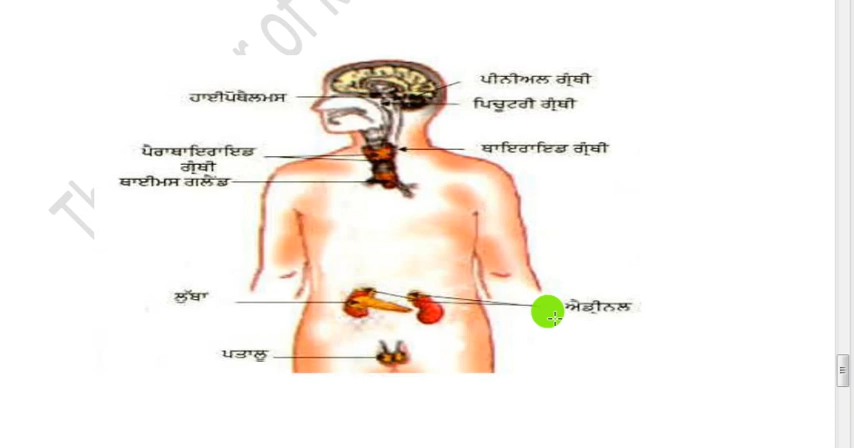 ਪੀਨੀਅਲ ਗ੍ਰੰਥੀ
ਹਾਈਪੋਥੈਲਮਸ
ਪਿਚੂਟਰੀ ਗ੍ਰੰਥੀ
ਪੈਰਾਥਾਇਰਾਇਡ
ਗ੍ਰੰਥੀ
ਥਾਇਰਾਇਡ ਗ੍ਰੰਥੀ
ਥਾਈਮਸ ਗਲੈਂਡ
ਲੁੱਬਾ
ਐਡ੍ਰੀਨਲ
ਪਤਾਲੂ